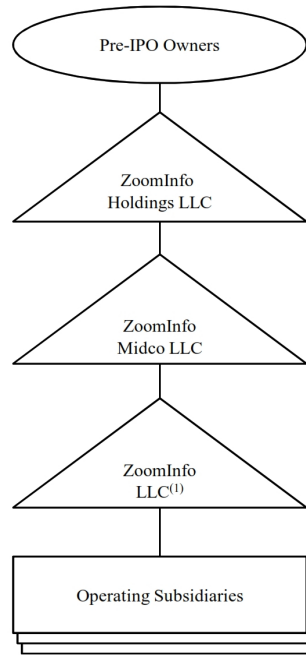 Pre-IPO Owners
ZoomInfo
Holdings LLC
ZoomInfo
Midco LLC
ZoomInfo
LLC(1)
Operating Subsidiaries